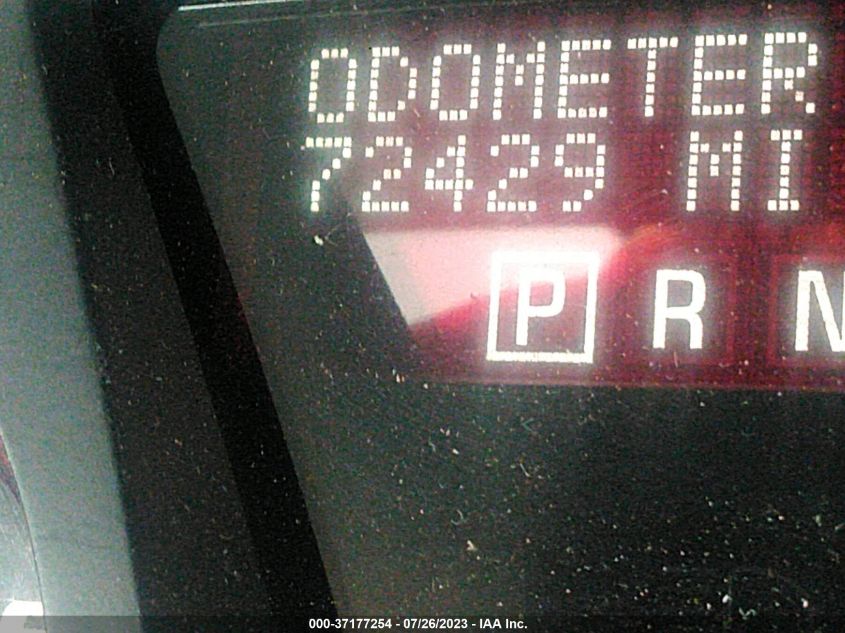 ODOMETER
72429 MI
P R N
000-37177254 - 07/26/2023 - IAA Inc.